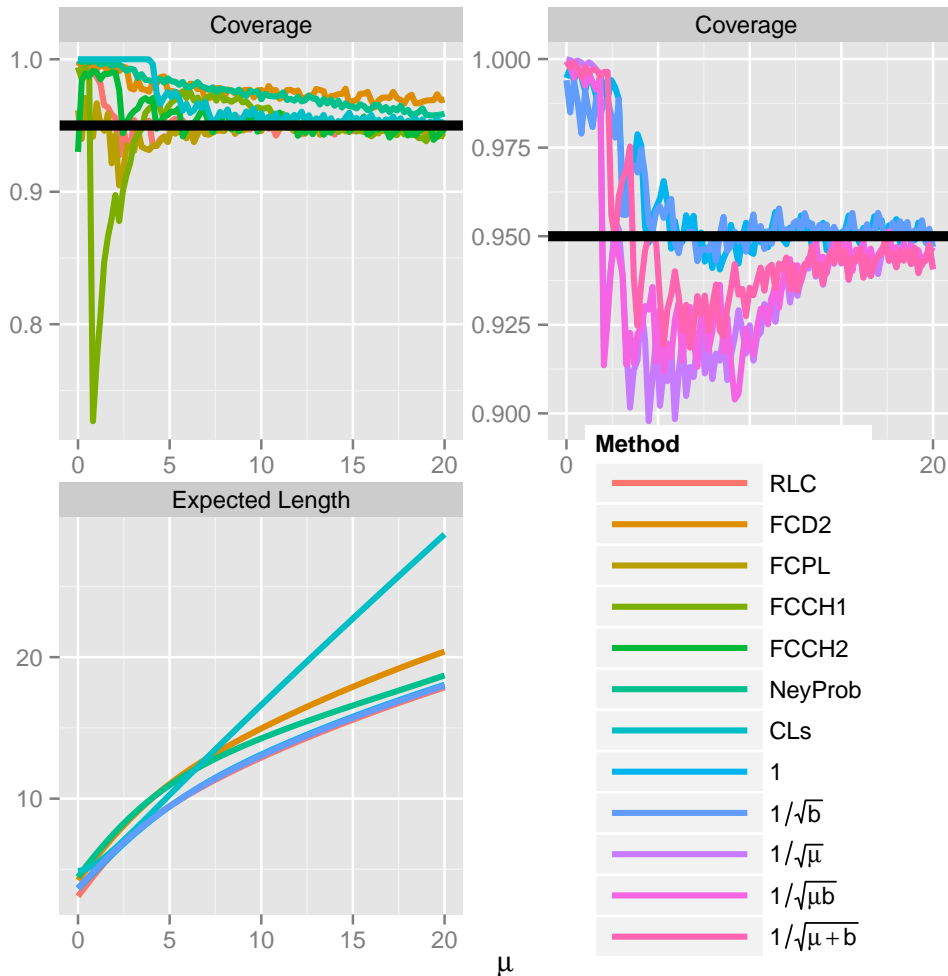 Coverage
1.0
0.9
0.8
0 5 10 15 20
Coverage
1.000
0.975
0.950
0.925
0.900
0 20
Expected Length
20
10
0 5 10 15 20
μ
Method
RLC
FCD2
FCPL
FCCH1
FCCH2
NeyProb
CLs
1
1/√b
1/√μ
1/√μb
1/√μ + b